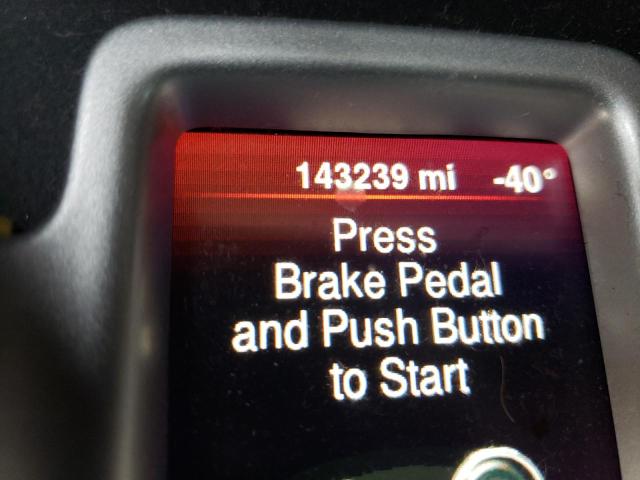 143239 mi -40°
Press
Brake Pedal
and Push Button
to Start